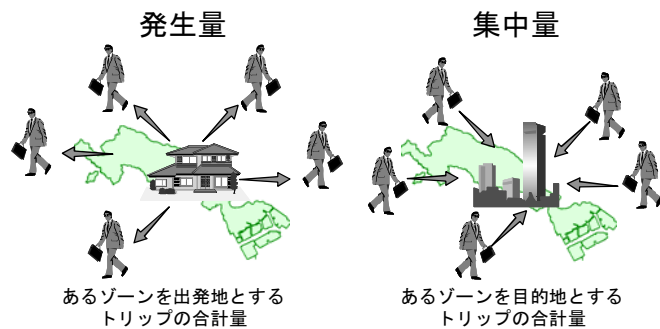 発生量
集中量
あるゾーンを出発地とする
トリップの合計量
あるゾーンを目的地とする
トリップの合計量